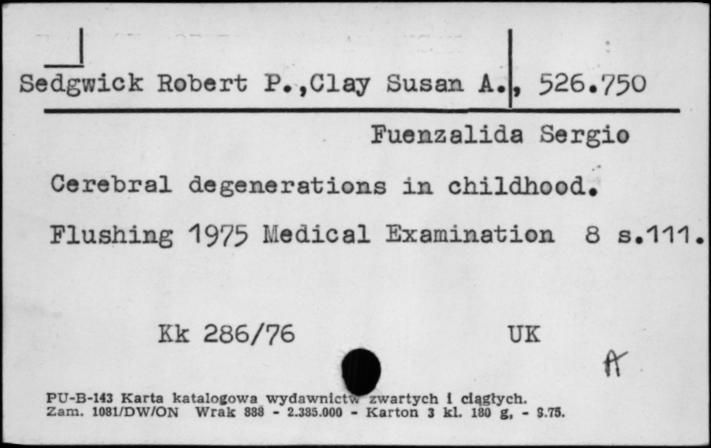 Sedgwick Robert P.,Clay Susan A., 526.750
Fuenzalida Sergio
Cerebral degenerations in childhood.
Flushing 1975 Medical Examination 8 s.111.
Kk 286/76 UK
A
PU-B-143 Karta katalogowa wydawnictw zwartych i ciągłych.
Zam. 1081/DW/ON Wrak 888 - 2.385.000 - Karton 3 kl. 180 g, - 9.75.